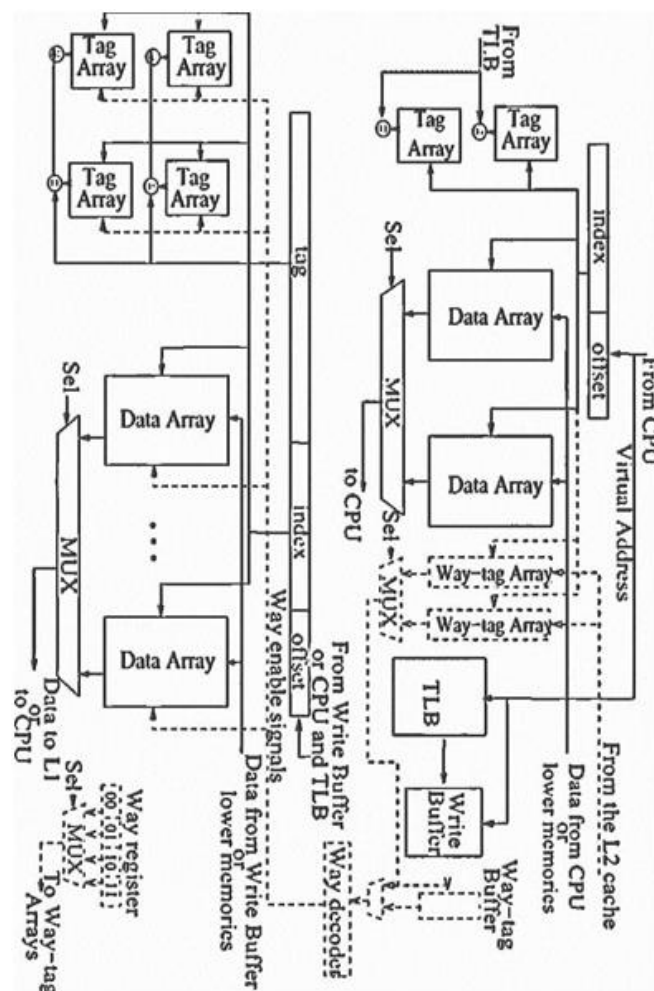 From
TLB
Tag
Array
Tag
Array
Tag
Array
Tag
Array
Tag
Array
Tag
Array
index
offset
From CPU
Virtual Address
Sel
Data Array
Data Array
MUX
to CPU
Sel
MUX
Way-tag Array
Way-tag Array
TLB
Write
Buffer
From the L2 cache
Data from CPU
or
lower memories
Way-tag
Buffer
Way decoder
tag
index
offset
From Write Buffer
or CPU and TLB
Way enable signals
Sel
Data Array
Data Array
MUX
Data to L1
or
to CPU
Data from Write Buffer
or
lower memories
Way register
00 01 10 11
Sel
MUX
To Way-tag
Arrays